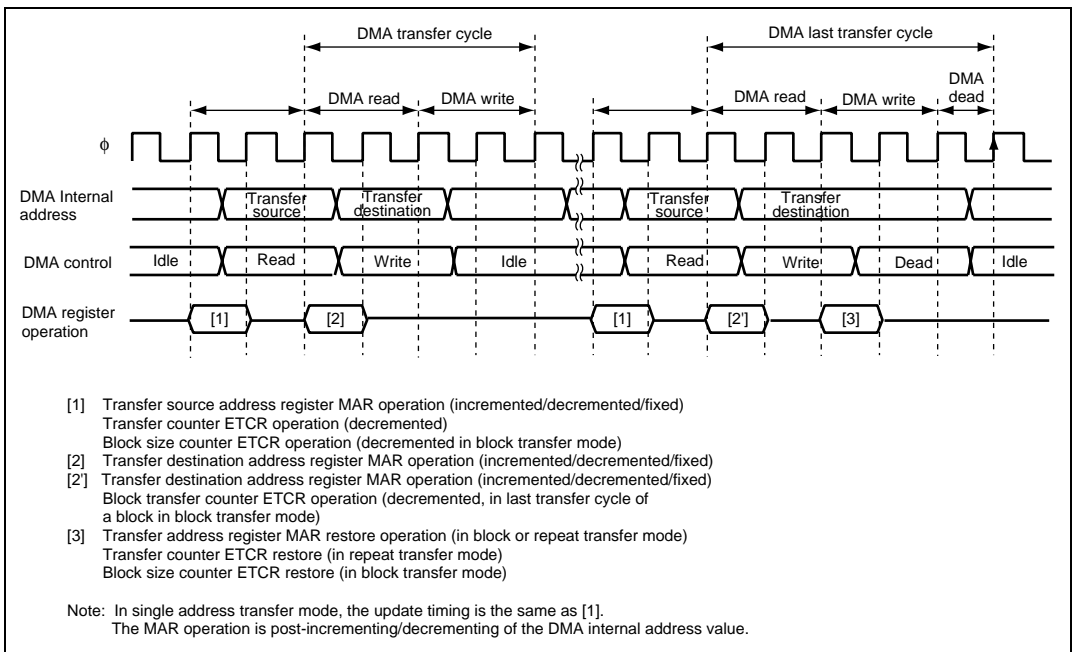 DMA transfer cycle DMA last transfer cycle
DMA read DMA write DMA read DMA write DMA dead
ϕ
DMA Internal address Transfer source Transfer destination Transfer source Transfer destination
DMA control Idle Read Write Idle Read Write Dead Idle
DMA register operation [1] [2] [1] [2'] [3]
[1] Transfer source address register MAR operation (incremented/decremented/fixed)
Transfer counter ETCR operation (decremented)
Block size counter ETCR operation (decremented in block transfer mode)
[2] Transfer destination address register MAR operation (incremented/decremented/fixed)
[2'] Transfer destination address register MAR operation (incremented/decremented/fixed)
Block transfer counter ETCR operation (decremented, in last transfer cycle of
a block in block transfer mode)
[3] Transfer address register MAR restore operation (in block or repeat transfer mode)
Transfer counter ETCR restore (in repeat transfer mode)
Block size counter ETCR restore (in block transfer mode)
Note: In single address transfer mode, the update timing is the same as [1].
The MAR operation is post-incrementing/decrementing of the DMA internal address value.